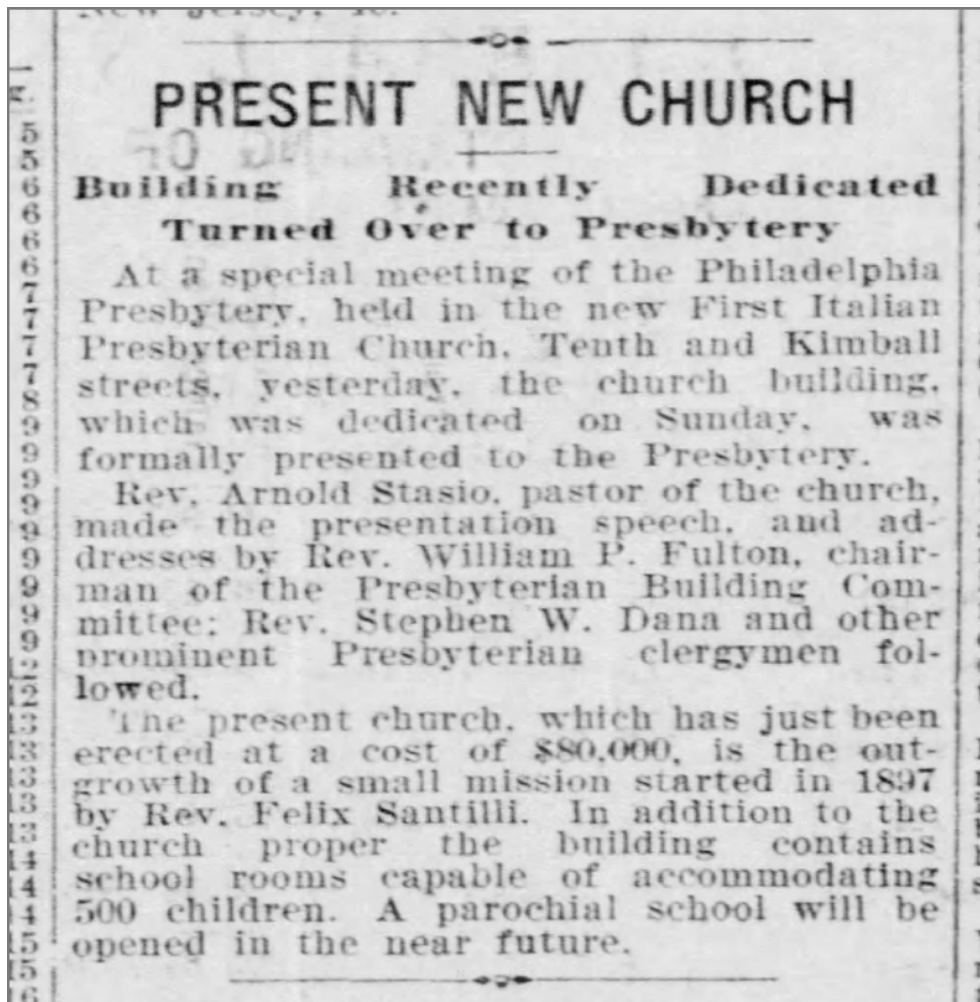 New Jersey, 16.
PRESENT NEW CHURCH
Building Recently Dedicated
Turned Over to Presbytery
At a special meeting of the Philadelphia
Presbytery, held in the new First Italian
Presbyterian Church, Tenth and Kimball
streets, yesterday, the church building,
which was dedicated on Sunday, was
formally presented to the Presbytery.
Rev. Arnold Stasio, pastor of the church,
made the presentation speech, and ad-
dresses by Rev. William P. Fulton, chair-
man of the Presbyterian Building Com-
mittee; Rev. Stephen W. Dana and other
prominent Presbyterian clergymen fol-
lowed.
The present church, which has just been
erected at a cost of $80,000, is the out-
growth of a small mission started in 1897
by Rev. Felix Santilli. In addition to the
church proper the building contains
school rooms capable of accommodating
500 children. A parochial school will be
opened in the near future.